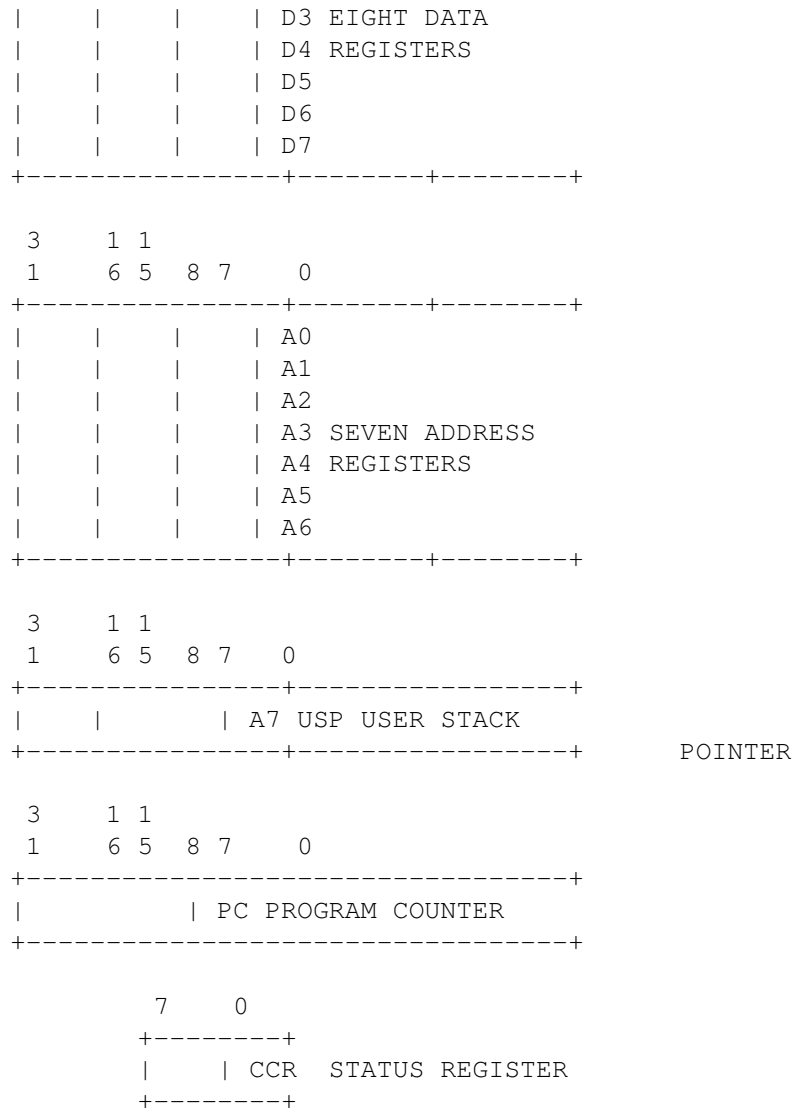 |    |    |    | D3 EIGHT DATA
|    |    |    | D4 REGISTERS
|    |    |    | D5
|    |    |    | D6
|    |    |    | D7
+----------------+--------+--------+
3    1 1
1    6 5  8 7    0
+----------------+--------+--------+
|    |    |    | A0
|    |    |    | A1
|    |    |    | A2
|    |    |    | A3 SEVEN ADDRESS
|    |    |    | A4 REGISTERS
|    |    |    | A5
|    |    |    | A6
+----------------+--------+--------+
3    1 1
1    6 5  8 7   0
+----------------+-----------------+
|    |       | A7 USP USER STACK
+----------------+-----------------+      POINTER
3    1 1
1    6 5  8 7    0
+----------------------------------+
|          | PC PROGRAM COUNTER
+----------------------------------+
7    0
+--------+
|    | CCR  STATUS REGISTER
+--------+